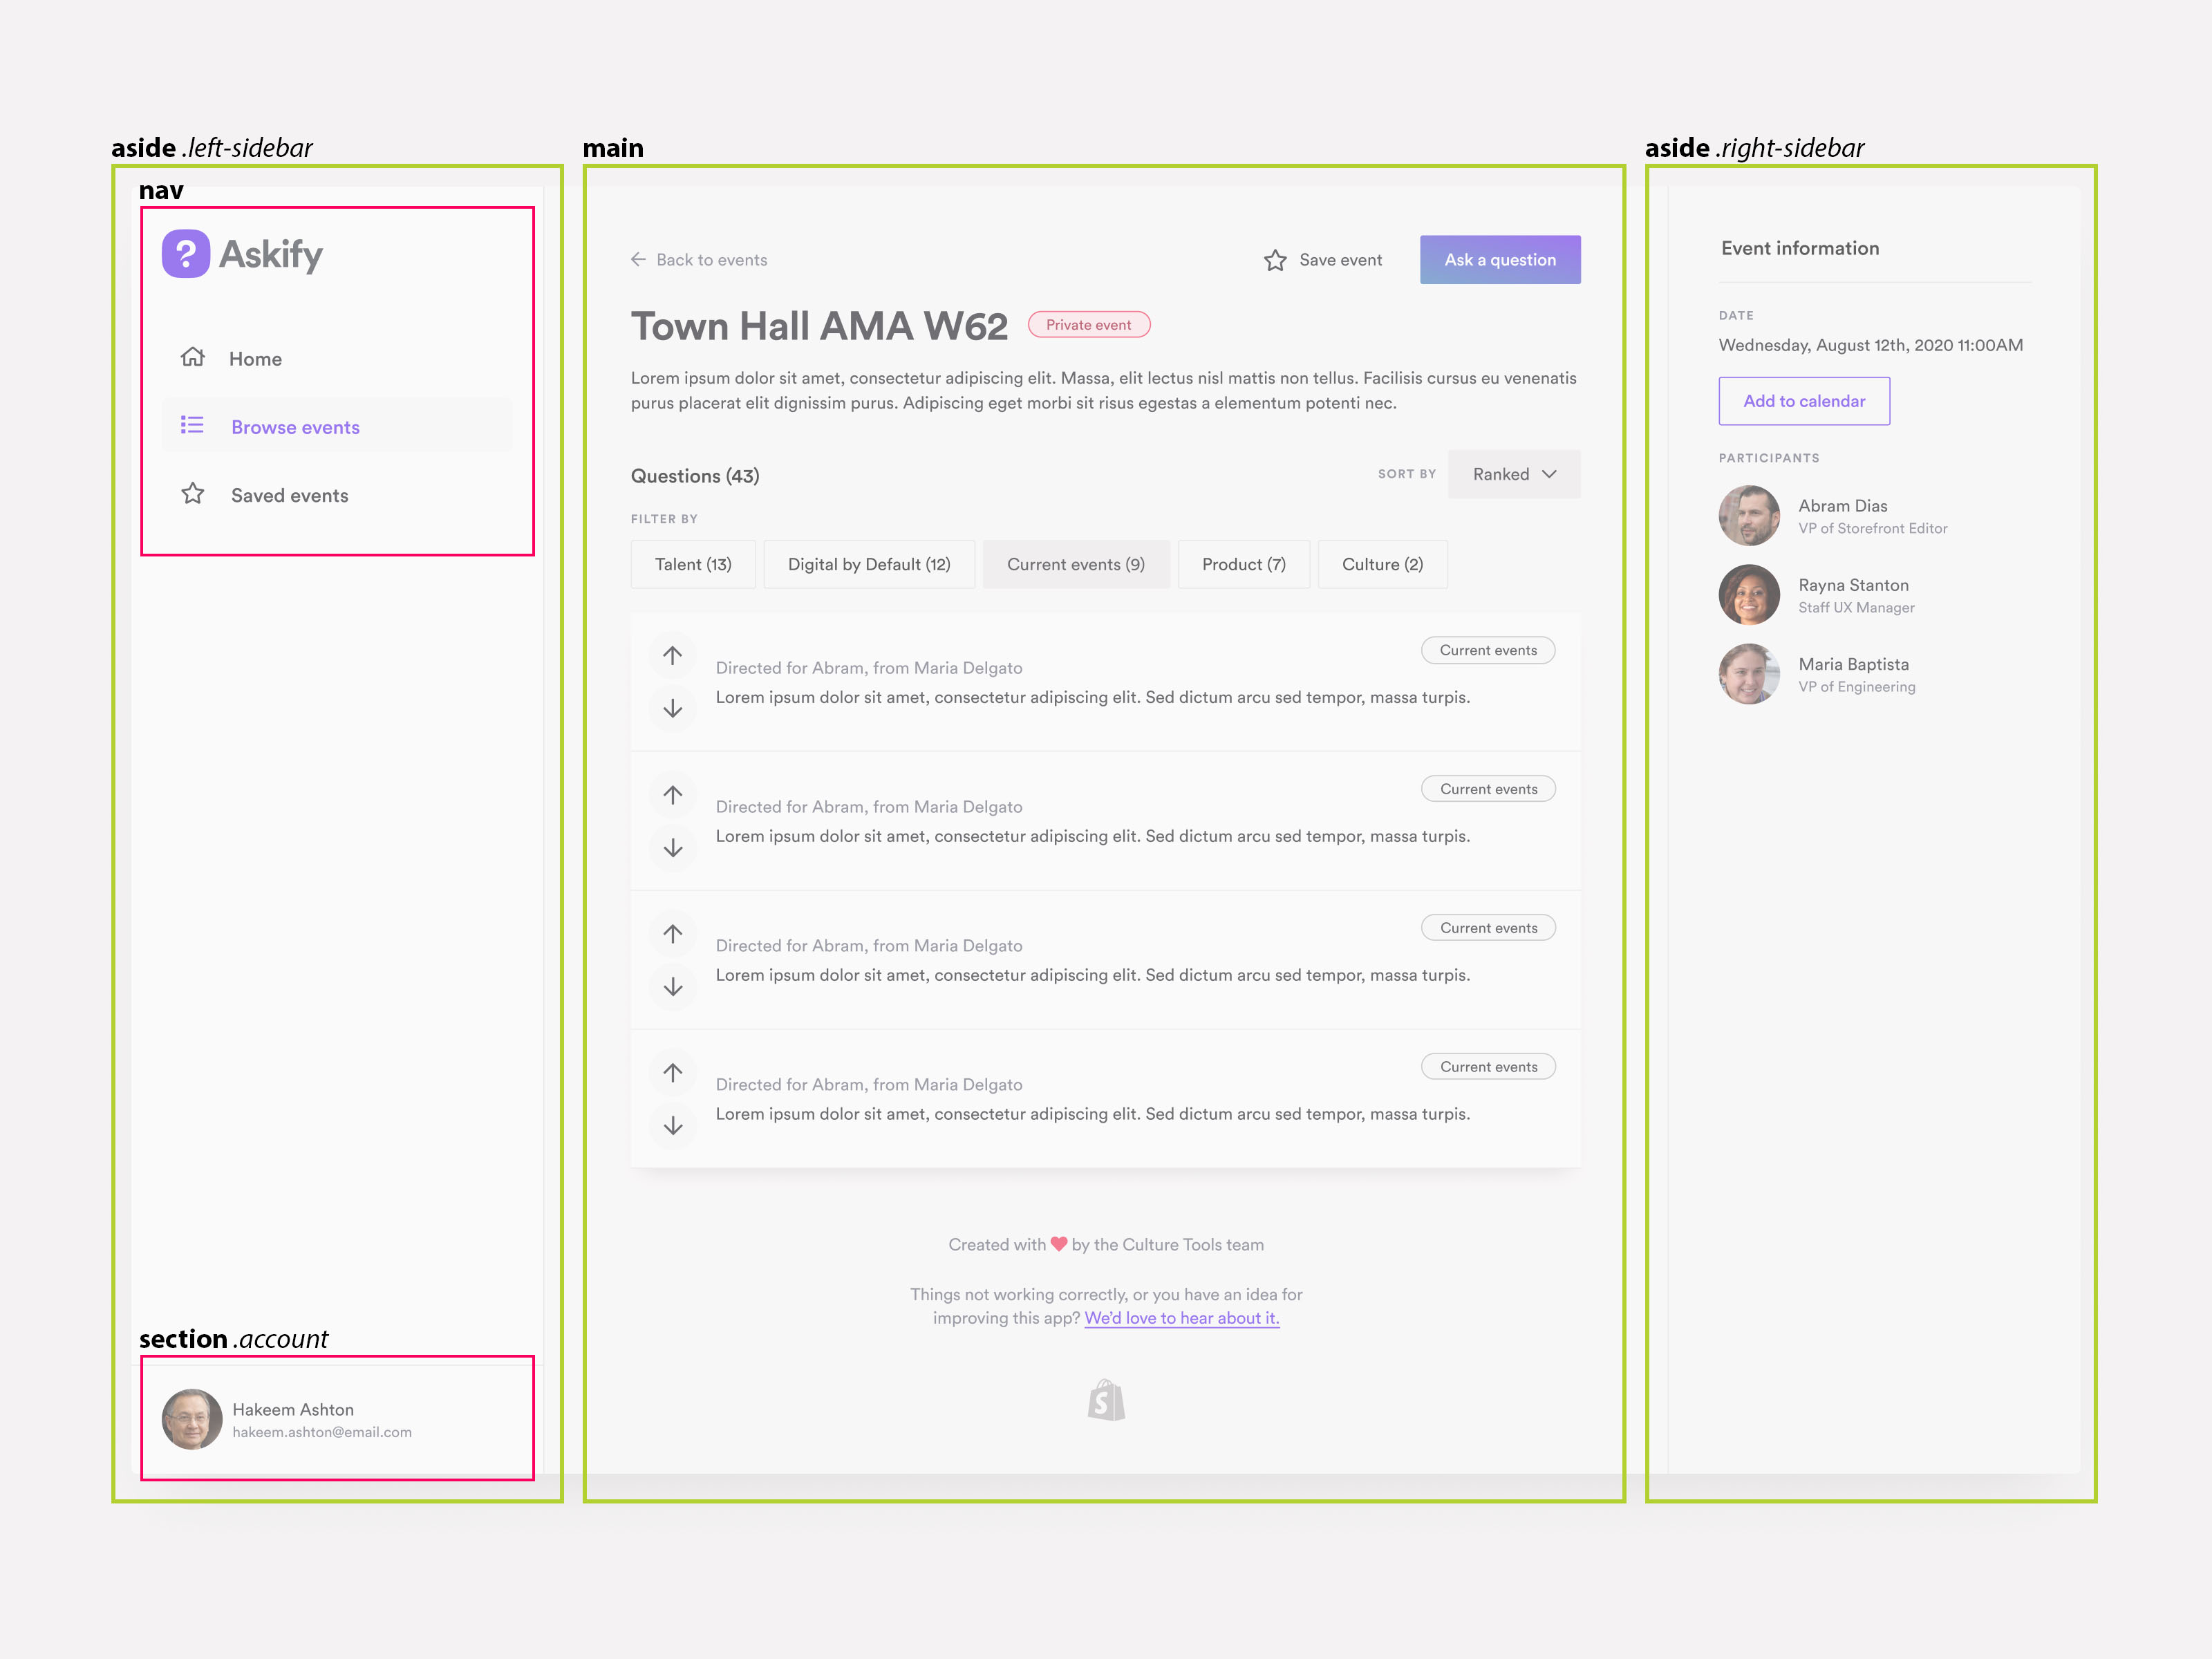 aside .left-sidebar
nav
? Askify
Home
Browse events
Saved events
section .account
Hakeem Ashton
hakeem.ashton@email.com
main
Back to events
Save event
Ask a question
Town Hall AMA W62
Private event
Lorem ipsum dolor sit amet, consectetur adipiscing elit. Massa, elit lectus nisl mattis non tellus. Facilisis cursus eu venenatis
purus placerat elit dignissim purus. Adipiscing eget morbi sit risus egestas a elementum potenti nec.
Questions (43)
SORT BY
Ranked
FILTER BY
Talent (13)
Digital by Default (12)
Current events (9)
Product (7)
Culture (2)
Current events
Directed for Abram, from Maria Delgato
Lorem ipsum dolor sit amet, consectetur adipiscing elit. Sed dictum arcu sed tempor, massa turpis.
Current events
Directed for Abram, from Maria Delgato
Lorem ipsum dolor sit amet, consectetur adipiscing elit. Sed dictum arcu sed tempor, massa turpis.
Current events
Directed for Abram, from Maria Delgato
Lorem ipsum dolor sit amet, consectetur adipiscing elit. Sed dictum arcu sed tempor, massa turpis.
Current events
Directed for Abram, from Maria Delgato
Lorem ipsum dolor sit amet, consectetur adipiscing elit. Sed dictum arcu sed tempor, massa turpis.
Created with ❤ by the Culture Tools team
Things not working correctly, or you have an idea for
improving this app? We'd love to hear about it.
S
aside .right-sidebar
Event information
DATE
Wednesday, August 12th, 2020 11:00AM
Add to calendar
PARTICIPANTS
Abram Dias
VP of Storefront Editor
Rayna Stanton
Staff UX Manager
Maria Baptista
VP of Engineering